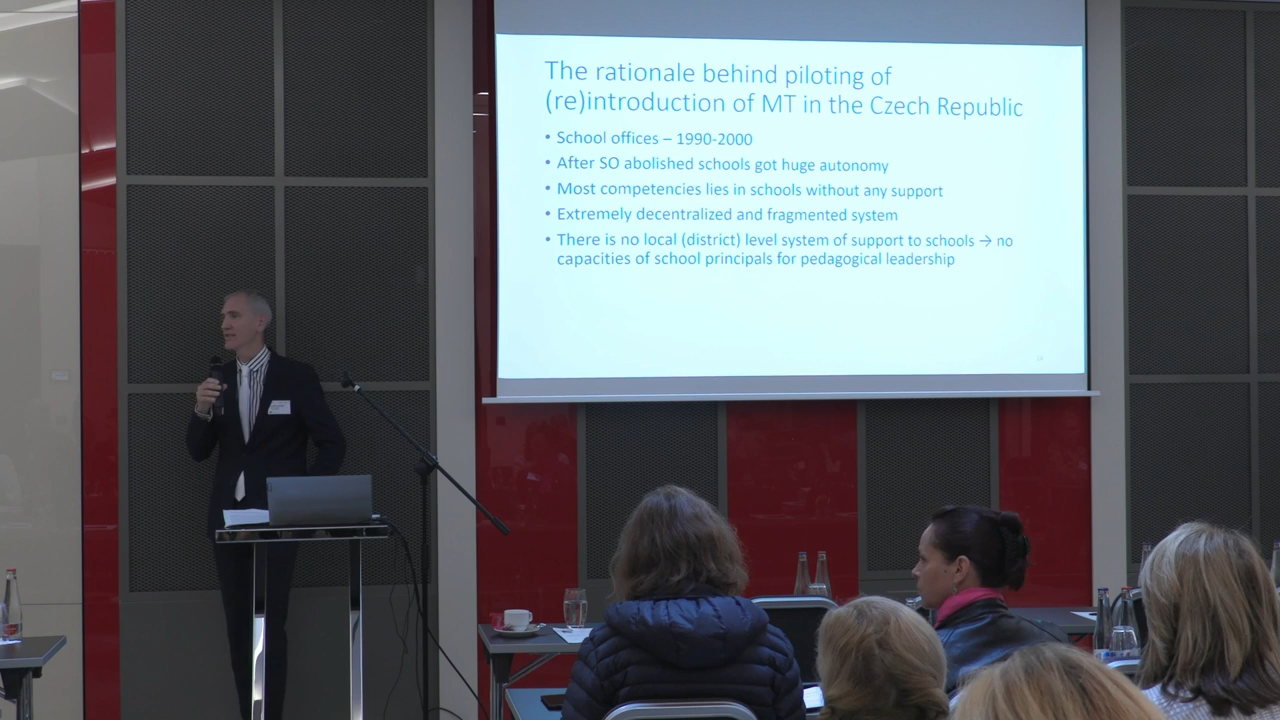 The rationale behind piloting of
(re)introduction of MT in the Czech Republic
• School offices – 1990-2000
• After SO abolished schools got huge autonomy
• Most competencies lies in schools without any support
• Extremely decentralized and fragmented system
• There is no local (district) level system of support to schools → no
capacities of school principals for pedagogical leadership